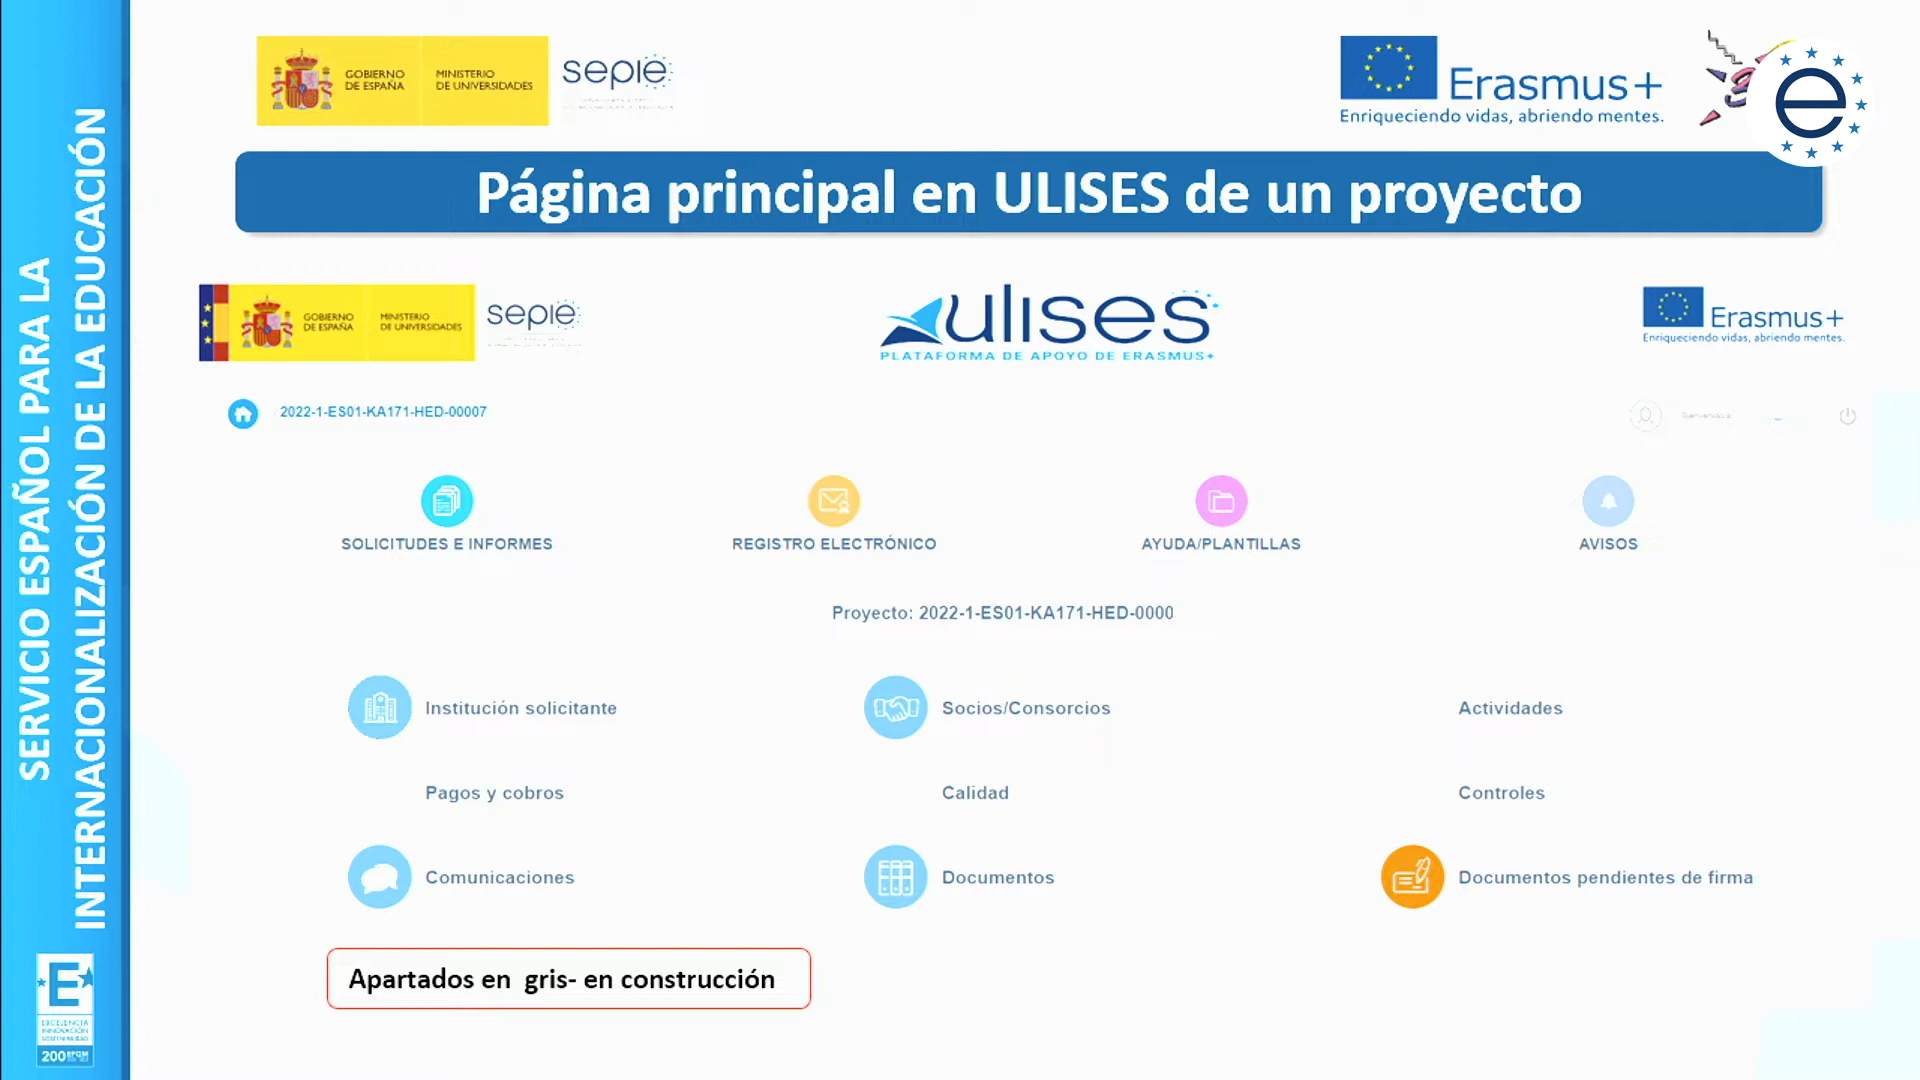 SERVICIO ESPAÑOL PARA LA
INTERNACIONALIZACIÓN DE LA EDUCACIÓN
GOBIERNO
DE ESPAÑA
MINISTERIO
DE UNIVERSIDADES
sepie
Erasmus+
Enriqueciendo vidas, abriendo mentes.
e
Página principal en ULISES de un proyecto
GOBIERNO
DE ESPAÑA
MINISTERIO
DE UNIVERSIDADES
sepie
ulises
PLATAFORMA DE APOYO DE ERASMUS+
Erasmus+
Enriqueciendo vidas, abriendo mentes.
2022-1-ES01-KA171-HED-00007
SOLICITUDES E INFORMES
REGISTRO ELECTRÓNICO
AYUDA/PLANTILLAS
AVISOS
Proyecto: 2022-1-ES01-KA171-HED-0000
Institución solicitante
Socios/Consorcios
Actividades
Pagos y cobros
Calidad
Controles
Comunicaciones
Documentos
Documentos pendientes de firma
Apartados en  gris- en construcción
E
EXCELENCIA
INNOVACIÓN
SOSTENIBILIDAD
200